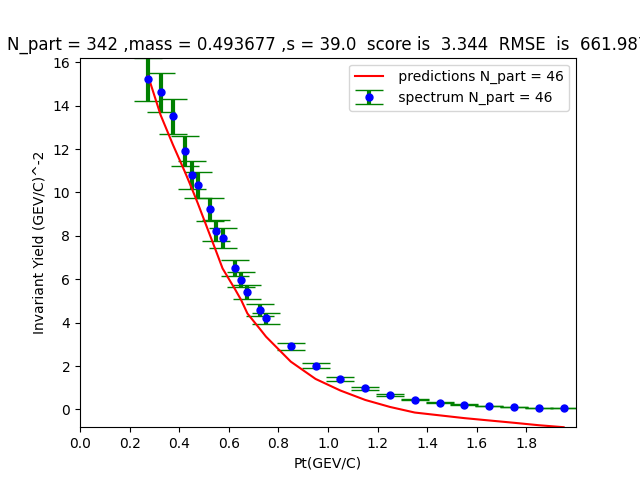 N_part = 342 ,mass = 0.493677 ,s = 39.0  score is  3.344  RMSE  is  661.987
predictions N_part = 46
spectrum N_part = 46
Invariant Yield (GEV/C)^-2
16
14
12
10
8
6
4
2
0
0.0 0.2 0.4 0.6 0.8 1.0 1.2 1.4 1.6 1.8
Pt(GEV/C)